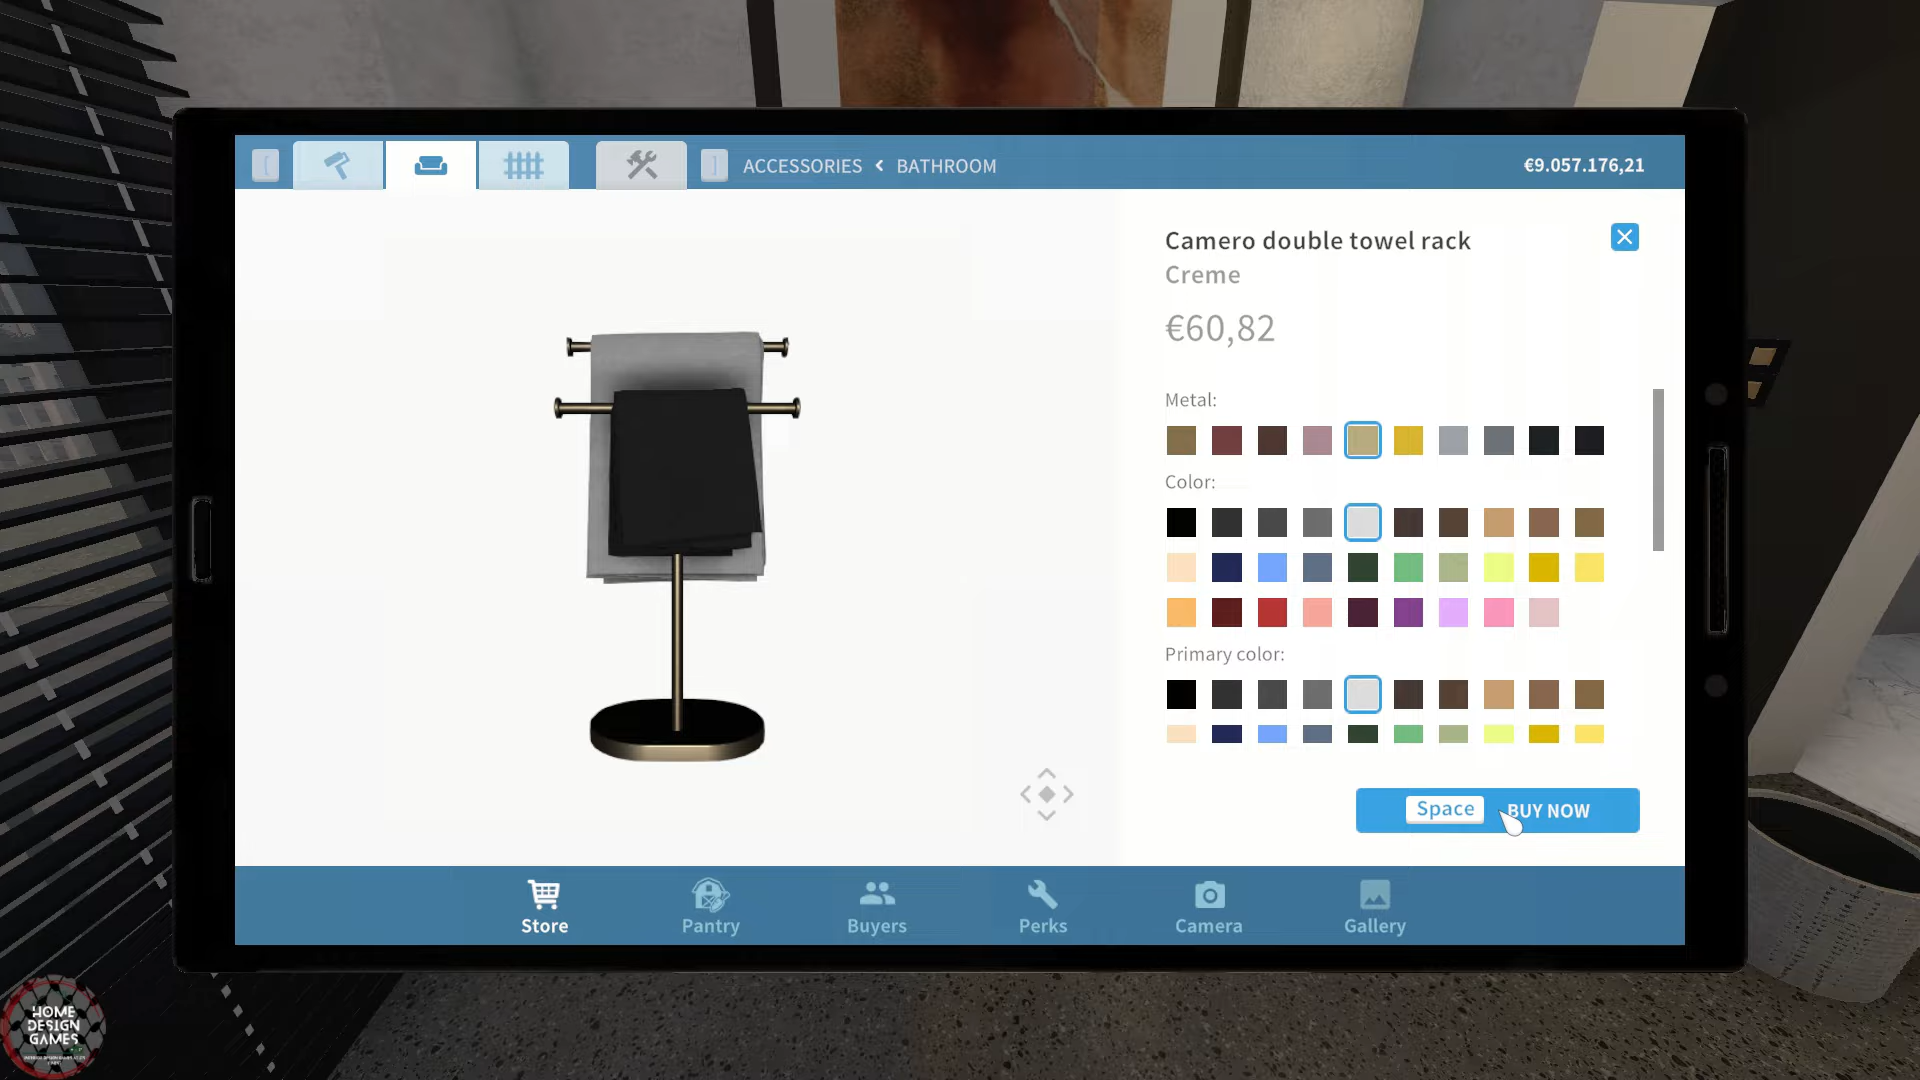 ACCESSORIES < BATHROOM
€9.057.176,21
Camero double towel rack
Creme
€60,82
Metal:
Color:
Primary color:
Space BUY NOW
Store
Pantry
Buyers
Perks
Camera
Gallery
HOME
DESIGN
GAMES